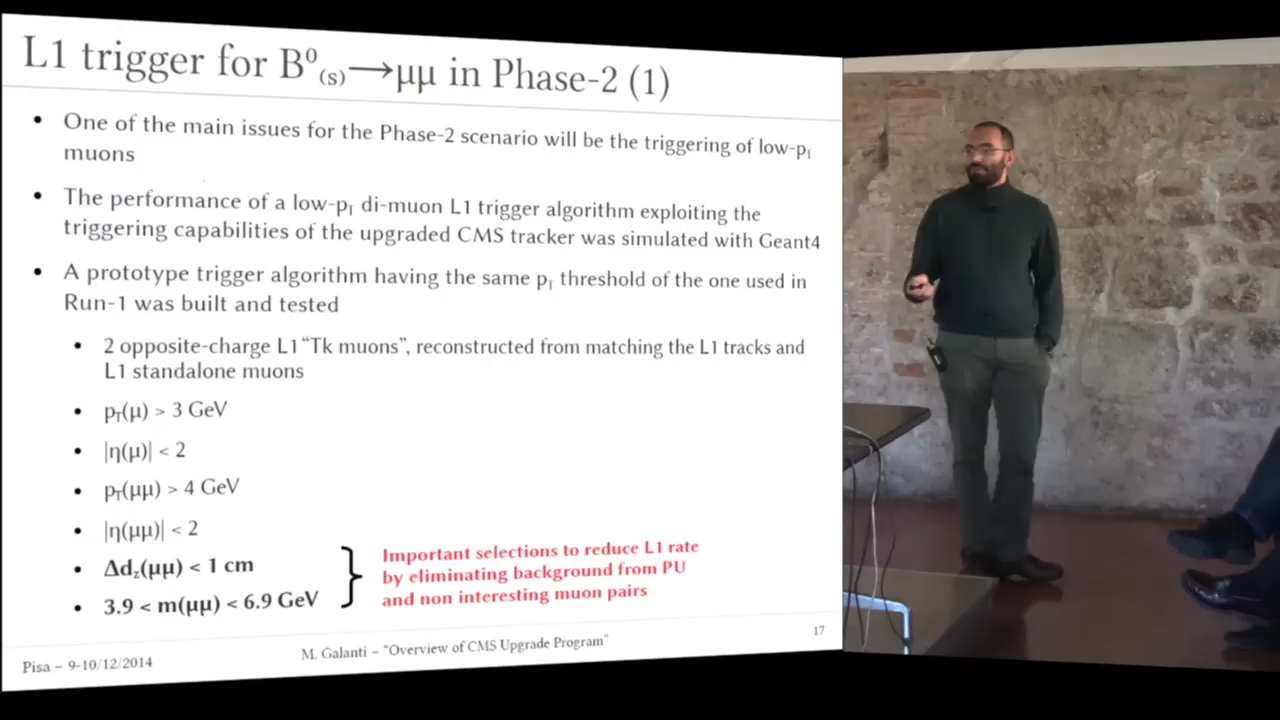 L1 trigger for B⁰(s)→μμ in Phase-2 (1)
• One of the main issues for the Phase-2 scenario will be the triggering of low-pT
muons
• The performance of a low-pT di-muon L1 trigger algorithm exploiting the
triggering capabilities of the upgraded CMS tracker was simulated with Geant4
• A prototype trigger algorithm having the same pT threshold of the one used in
Run-1 was built and tested
• 2 opposite-charge L1 “Tk muons”, reconstructed from matching the L1 tracks and
L1 standalone muons
• pT(μ) > 3 GeV
• |η(μ)| < 2
• pT(μμ) > 4 GeV
• |η(μμ)| < 2
• Δdz(μμ) < 1 cm
• 3.9 < m(μμ) < 6.9 GeV
Important selections to reduce L1 rate
by eliminating background from PU
and non interesting muon pairs
Pisa – 9-10/12/2014
M. Galanti – “Overview of CMS Upgrade Program”
17